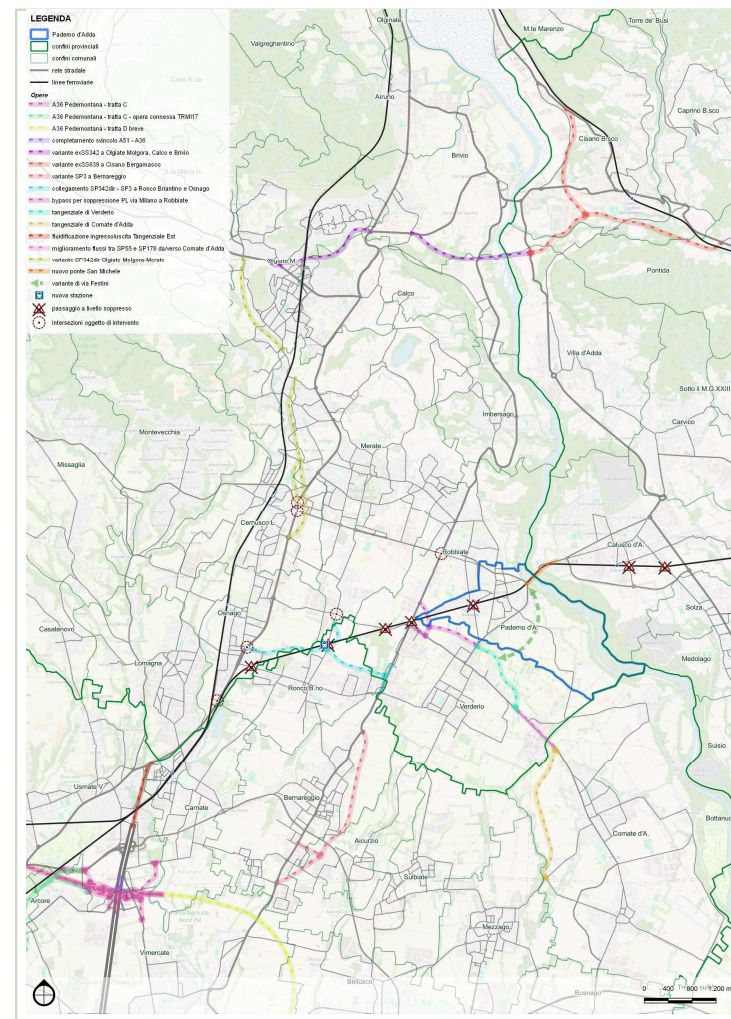 LEGENDA
Paderno d'Adda
confini provinciali
confini comunali
rete stradale
linee ferroviarie
Opere
A36 Pedemontana - tratta C
A36 Pedemontana - tratta C - opera connessa TRMI17
A36 Pedemontana - tratta D breve
completamento svincolo A51 - A36
variante exSS342 a Olgiate Molgora, Calco e Brivio
variante exSS639 a Cisano Bergamasco
variante SP3 a Bernareggio
collegamento SP342dir - SP3 a Ronco Briantino e Osnago
bypass per soppressione PL via Milano a Robbiate
tangenziale di Verderio
tangenziale di Cornate d'Adda
fluidificazione ingresso/uscita Tangenziale Est
miglioramento flussi tra SP55 e SP178 da/verso Cornate d'Adda
variante SP342dir Olgiate Molgora-Merate
nuovo ponte San Michele
variante di via Festini
nuova stazione
passaggio a livello soppresso
intersezioni oggetto di intervento
Olginate
M.te Marenzo
Torre de' Busi
Valgreghentino
Airuno
Caprino B.sco
Cisano B.sco
Brivio
Olgiate M.
Pontida
Calco
Villa d'Adda
Sotto il M.G.XXIII
Imbersago
Carvico
Montevecchia
Merate
Missaglia
Cernusco L.
Calusco d'A.
Robbiate
Solza
Osnago
Paderno d'A.
Casatenovo
Medolago
Lomagna
Ronco B.no
Verderio
Suisio
Usmate V.
Carnate
Bernareggio
Bottanuco
Cornate d'A.
Aicurzio
Sulbiate
Arcore
Mezzago
Vimercate
Bellusco
Busnago
0 400 800 1.200 m